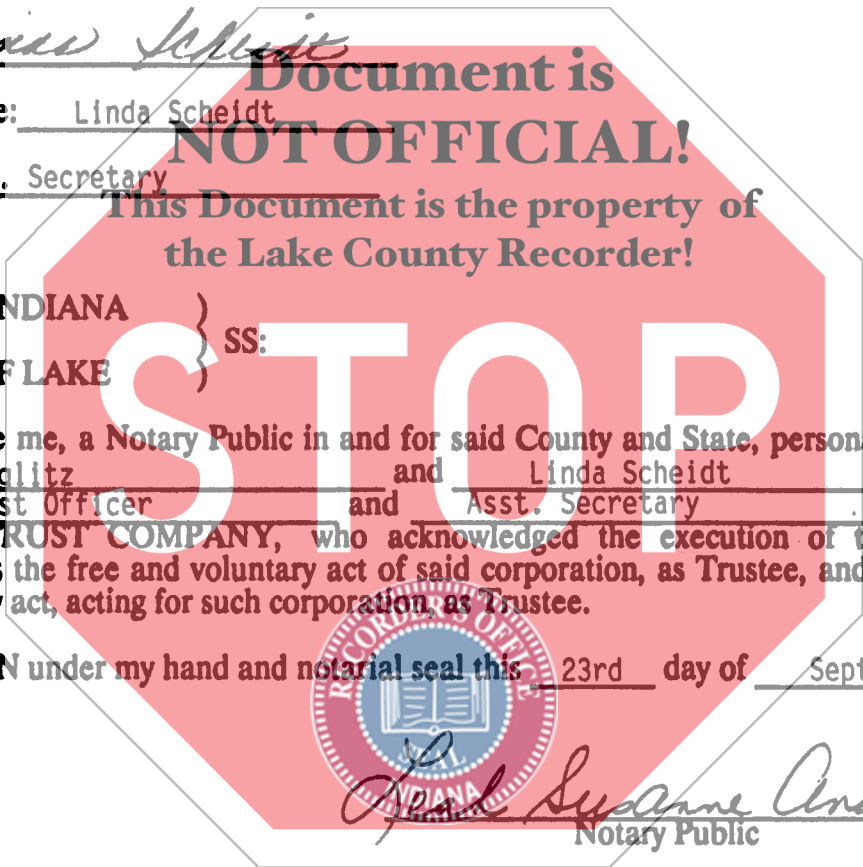 Scheidt
Document is
e: Linda Scheidt
NOT OFFICIAL!
. Secretary
This Document is the property of
the Lake County Recorder!
NDIANA
SS:
F LAKE
STOP
e me, a Notary Public in and for said County and State, person
glitz and Linda Scheidt
st Officer and Asst. Secretary
RUST COMPANY, who acknowledged the execution of t
s the free and voluntary act of said corporation, as Trustee, and
act, acting for such corporation, as Trustee.
N under my hand and notarial seal this 23rd day of Sept
RECORDER'S OFFICE
SEAL
INDIANA
Susanne
Notary Public